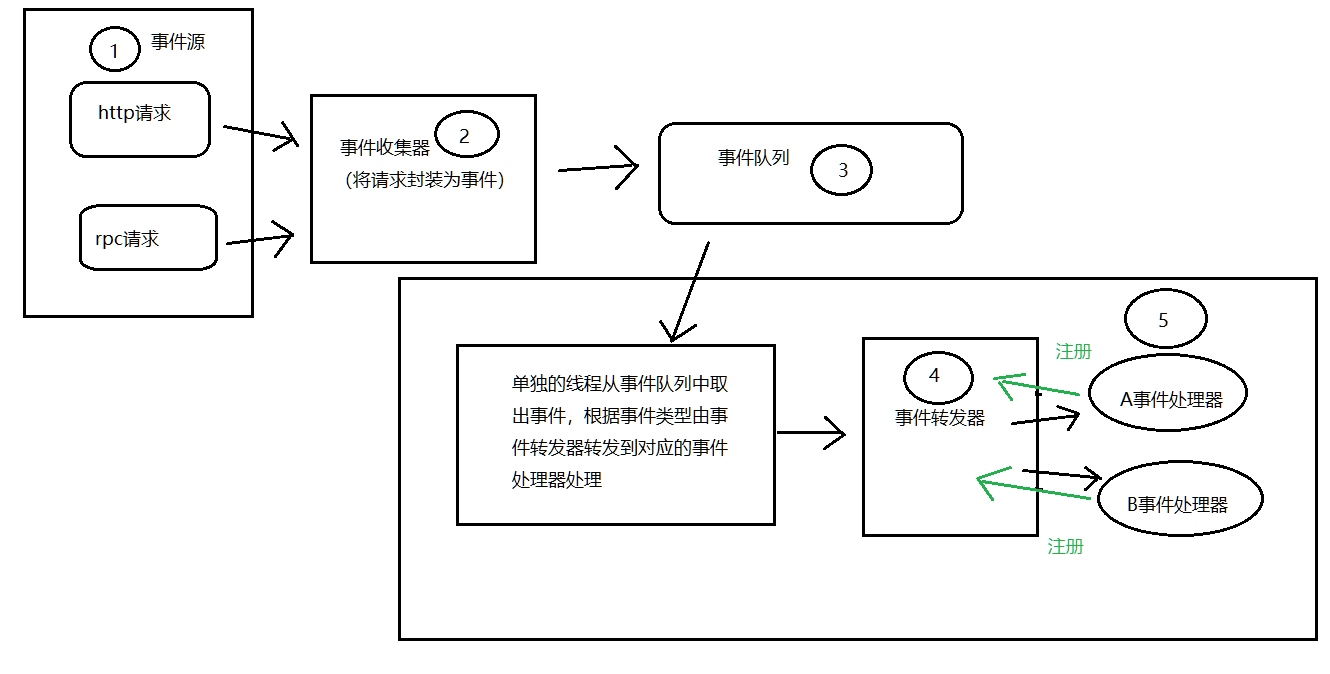 1
事件源
http请求
rpc请求
2
事件收集器
（将请求封装为事件）
事件队列
3
单独的线程从事件队列中取
出事件，根据事件类型由事
件转发器转发到对应的事件
处理器处理
4
事件转发器
5
注册
A事件处理器
B事件处理器
注册